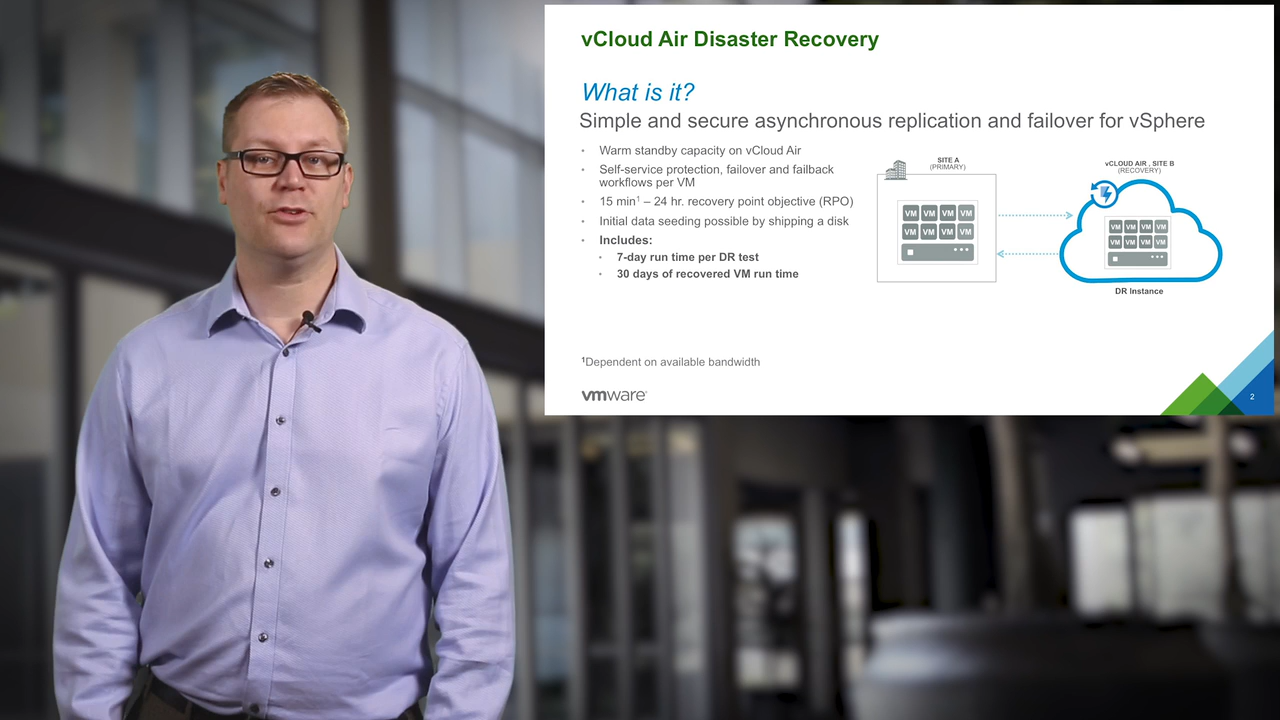 vCloud Air Disaster Recovery
What is it?
Simple and secure asynchronous replication and failover for vSphere
• Warm standby capacity on vCloud Air
• Self-service protection, failover and failback
workflows per VM
• 15 min¹ – 24 hr. recovery point objective (RPO)
• Initial data seeding possible by shipping a disk
• Includes:
• 7-day run time per DR test
• 30 days of recovered VM run time
SITE A
(PRIMARY)
VM VM VM VM
VM VM VM VM
vCLOUD AIR , SITE B
(RECOVERY)
VM VM VM VM
VM VM VM VM
DR Instance
¹Dependent on available bandwidth
vmware®
2